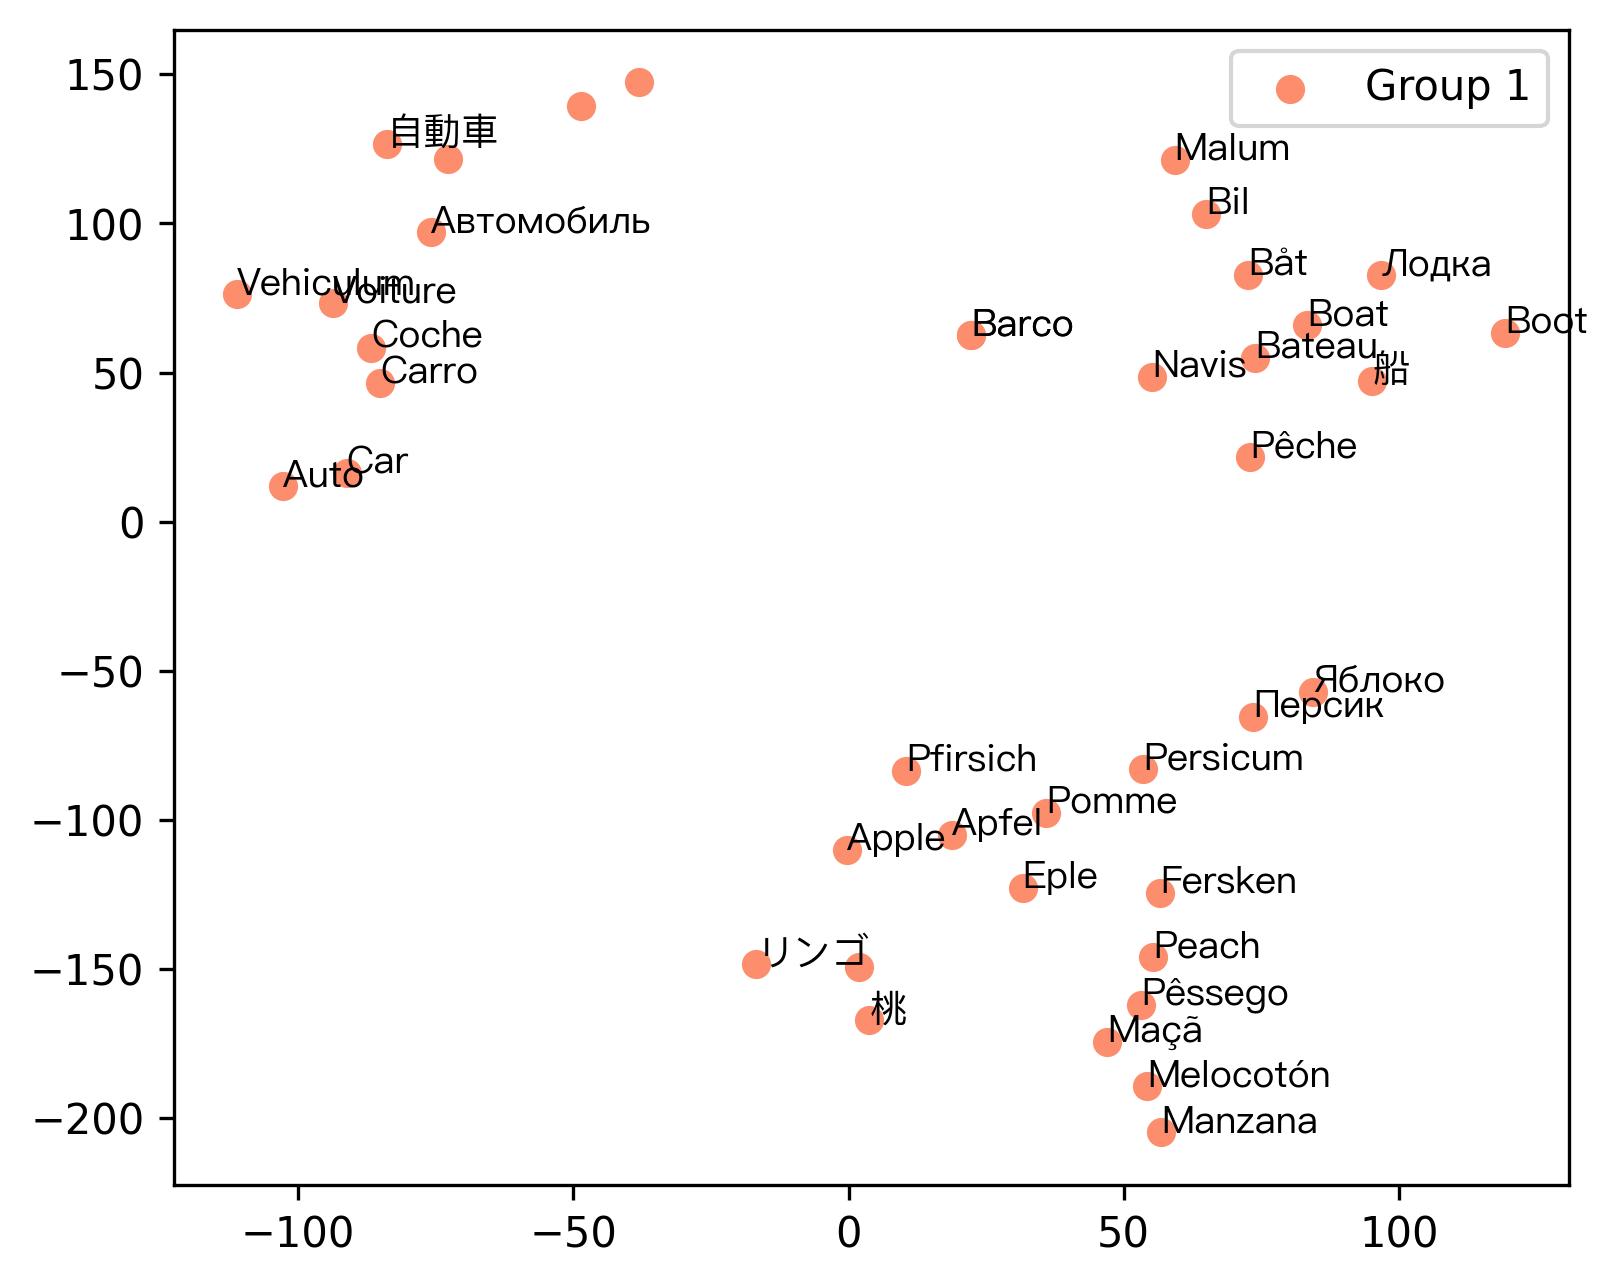 150
100
50
0
−50
−100
−150
−200
−100
−50
0
50
100
Group 1
自動車
Malum
Bil
Автомобиль
Båt
Лодка
Vehiculum
Voiture
Boat
Boot
Barco
Coche
Bateau
Navis
船
Carro
Pêche
Car
Auto
Яблоко
Персик
Pfirsich
Persicum
Pomme
Apfel
Apple
Eple
Fersken
リンゴ
Peach
Pêssego
桃
Maçã
Melocotón
Manzana